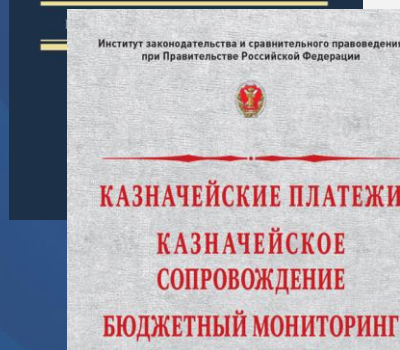 Институт законодательства и сравнительного правоведения
при Правительстве Российской Федерации
КАЗНАЧЕЙСКИЕ ПЛАТЕЖИ
КАЗНАЧЕЙСКОЕ
СОПРОВОЖДЕНИЕ
БЮДЖЕТНЫЙ МОНИТОРИНГ